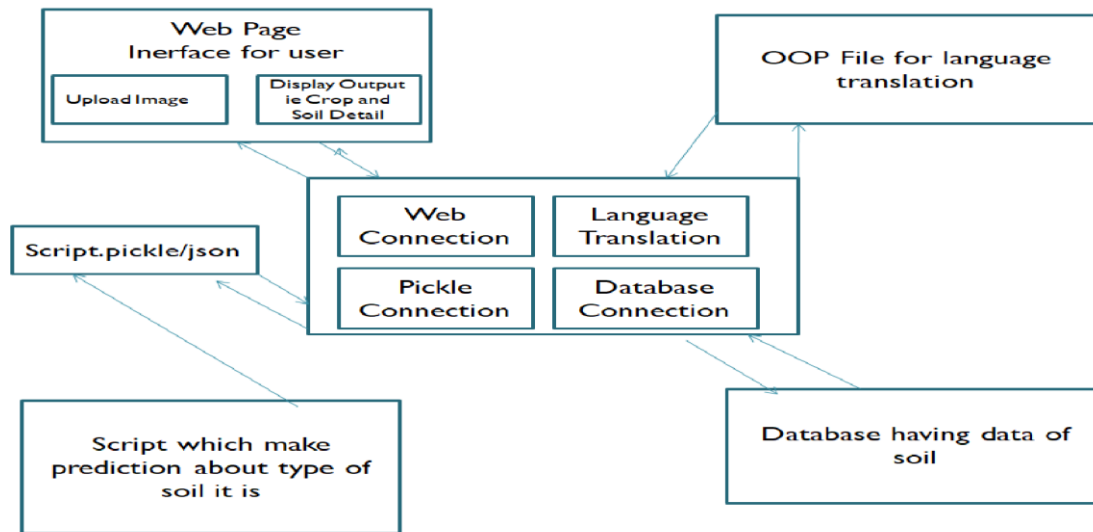 Web Page
Inerface for user
Upload Image
Display Output
ie Crop and
Soil Detail
OOP File for language
translation
Web
Connection
Language
Translation
Script.pickle/json
Pickle
Connection
Database
Connection
Script which make
prediction about type of
soil it is
Database having data of
soil